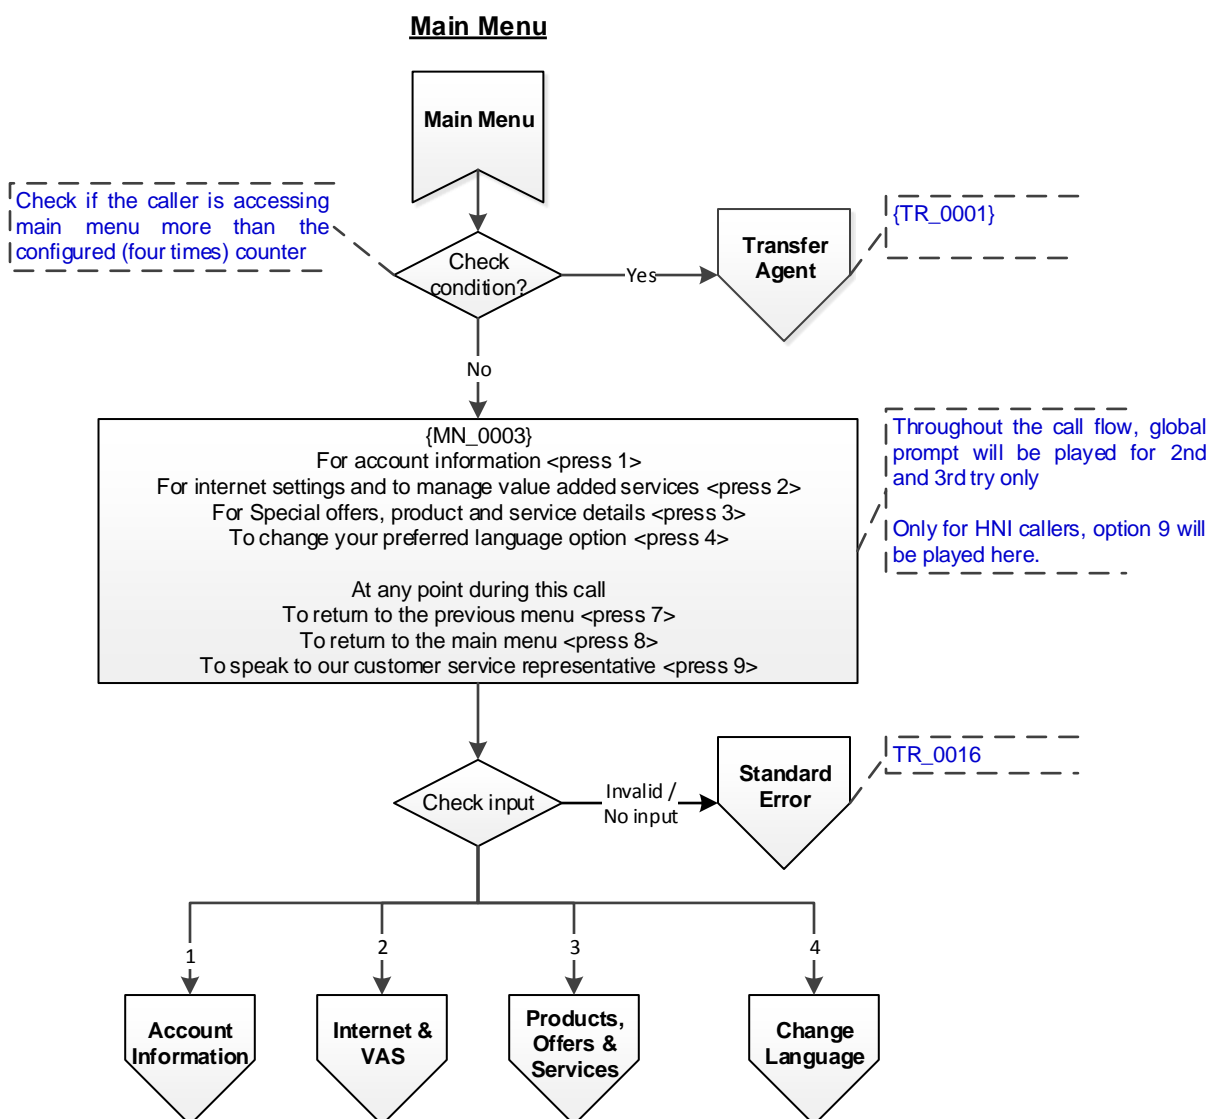 Main Menu
Main Menu
Check if the caller is accessing
main menu more than the
configured (four times) counter
Check
condition?
Yes
Transfer
Agent
{TR_0001}
No
{MN_0003}
For account information <press 1>
For internet settings and to manage value added services <press 2>
For Special offers, product and service details <press 3>
To change your preferred language option <press 4>
At any point during this call
To return to the previous menu <press 7>
To return to the main menu <press 8>
To speak to our customer service representative <press 9>
Throughout the call flow, global
prompt will be played for 2nd
and 3rd try only
Only for HNI callers, option 9 will
be played here.
Check input
Invalid /
No input
Standard
Error
TR_0016
1
2
3
4
Account
Information
Internet &
VAS
Products,
Offers &
Services
Change
Language